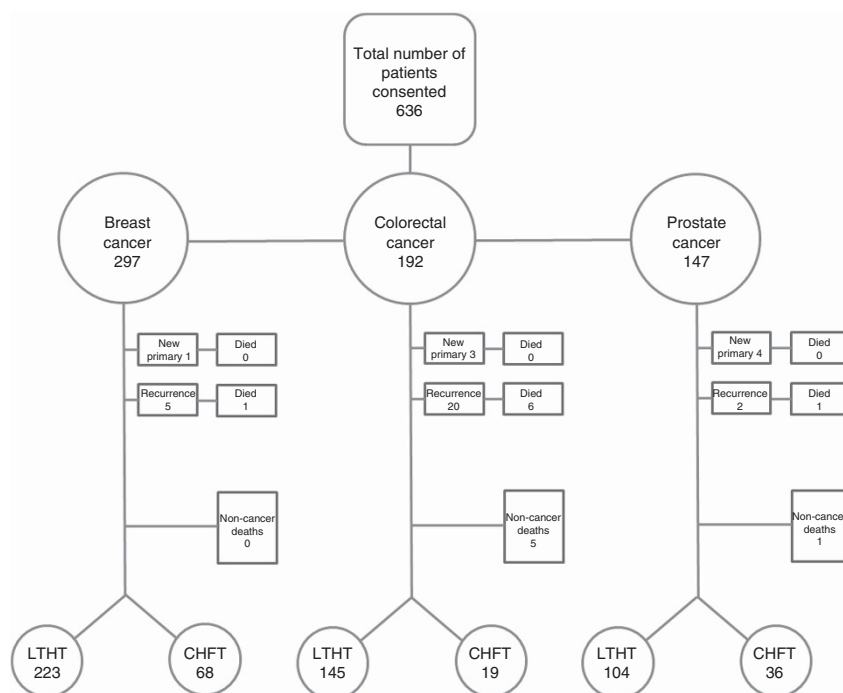 Total number of
patients
consented
636
Breast
cancer
297
Colorectal
cancer
192
Prostate
cancer
147
New
primary 1
Died
0
Recurrence
5
Died
1
Non-cancer
deaths
0
LTHT
223
CHFT
68
New
primary 3
Died
0
Recurrence
20
Died
6
Non-cancer
deaths
5
LTHT
145
CHFT
19
New
primary 4
Died
0
Recurrence
2
Died
1
Non-cancer
deaths
1
LTHT
104
CHFT
36